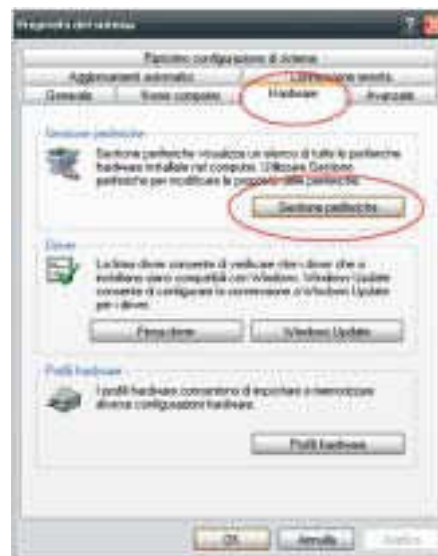 Proprietà del sistema
Ripristino configurazione di sistema
Aggiornamenti automatici Connessione remota
Generale Nome computer Hardware Avanzate
Gestione periferiche
Gestione periferiche visualizza un elenco di tutte le periferiche
hardware installate nel computer. Utilizzare Gestione
periferiche per modificare le proprietà delle periferiche.
Gestione periferiche
Driver
La firma driver consente di verificare che i driver che si
installano siano compatibili con Windows. Windows Update
consente di configurare la connessione a Windows Update
per i driver.
Firma driver Windows Update
Profili hardware
I profili hardware consentono di impostare e memorizzare
diverse configurazioni hardware.
Profili hardware
OK Annulla Applica